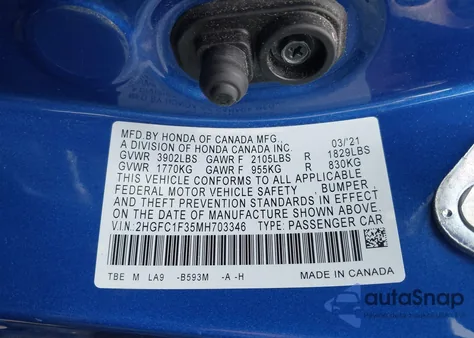 MFD.BY HONDA OF CANADA MFG.,
A DIVISION OF HONDA CANADA INC. 03/'21
GVWR 3902LBS GAWR F 2105LBS R 1829LBS
GVWR 1770KG GAWR F 955KG R 830KG
THIS VEHICLE CONFORMS TO ALL APPLICABLE
FEDERAL MOTOR VEHICLE SAFETY , BUMPER ,
AND THEFT PREVENTION STANDARDS IN EFFECT
ON THE DATE OF MANUFACTURE SHOWN ABOVE.
V.I.N.:2HGFC1F35MH703346 TYPE: PASSENGER CAR
TBE M LA9 -B593M -A -H MADE IN CANADA
autoSnap